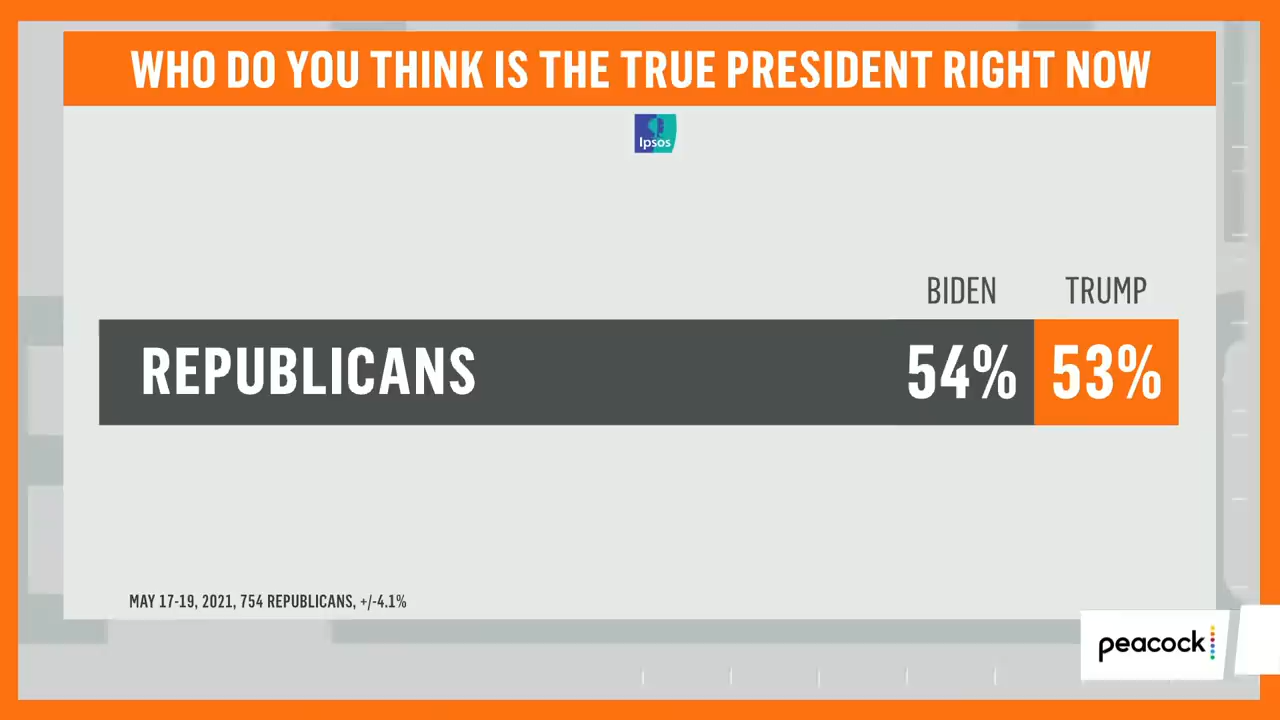 WHO DO YOU THINK IS THE TRUE PRESIDENT RIGHT NOW
Ipsos
BIDEN TRUMP
REPUBLICANS 54% 53%
MAY 17-19, 2021, 754 REPUBLICANS, +/-4.1%
peacock